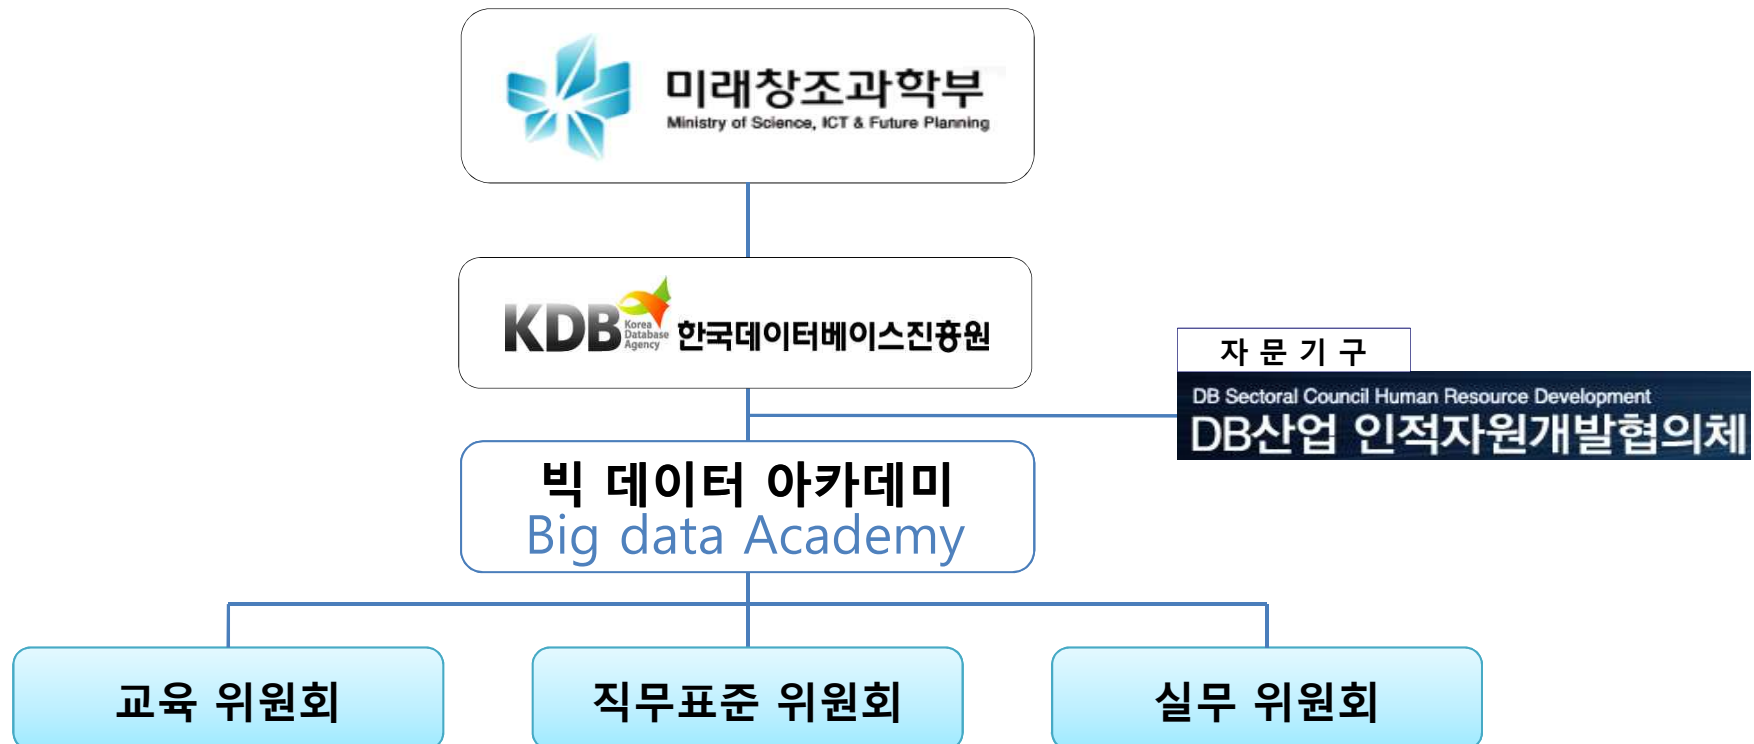 미래창조과학부
Ministry of Science, ICT & Future Planning
KDB
Korea
Database
Agency
한국데이터베이스진흥원
자 문 기 구
DB Sectoral Council Human Resource Development
DB산업 인적자원개발협의체
빅 데이터 아카데미
Big data Academy
교육 위원회
직무표준 위원회
실무 위원회